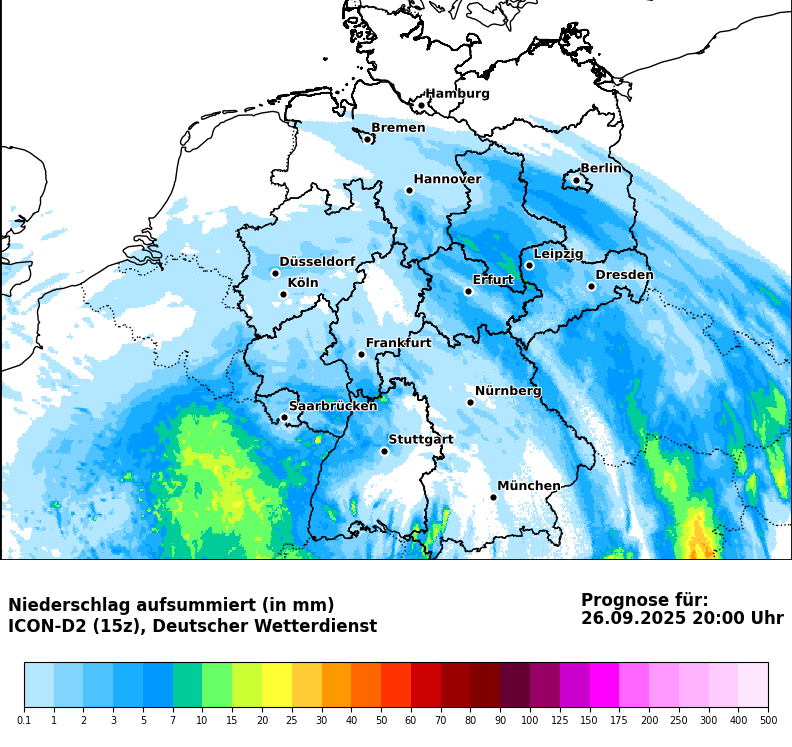 Hamburg
Bremen
Berlin
Hannover
Leipzig
Düsseldorf
Dresden
Erfurt
Köln
Frankfurt
Nürnberg
Saarbrücken
Stuttgart
München
Niederschlag aufsummiert (in mm)
ICON-D2 (15z), Deutscher Wetterdienst
Prognose für:
26.09.2025 20:00 Uhr
0.1 1 2 3 5 7 10 15 20 25 30 40 50 60 70 80 90 100 125 150 175 200 250 300 400 500